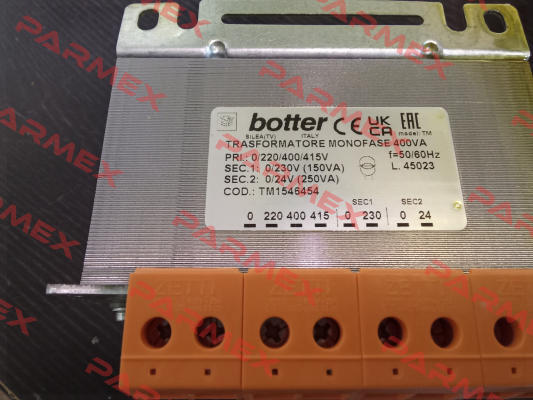 botter CE UK CA EAC
SILEA(TV) ITALY model: TM
TRASFORMATORE MONOFASE 400VA
PRI.: 0/220/400/415V f=50/60Hz
SEC.1: 0/230V (150VA) L. 45023
SEC.2: 0/24V (250VA)
COD.: TM1546454
SEC1 SEC2
0 220 400 415 0 230 0 24
PARMEX
PARMEX
PARMEX
PARMEX
PARMEX
PARMEX